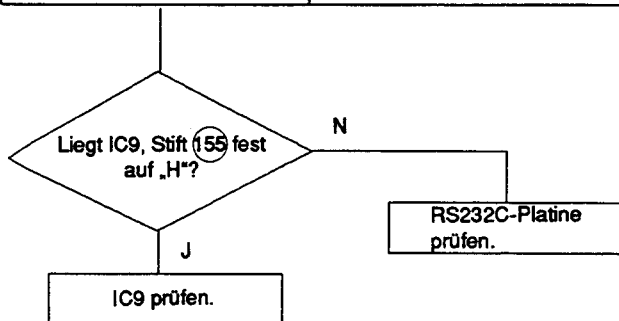 Liegt IC9, Stift 155 fest
auf „H“?
N
RS232C-Platine
prüfen.
J
IC9 prüfen.